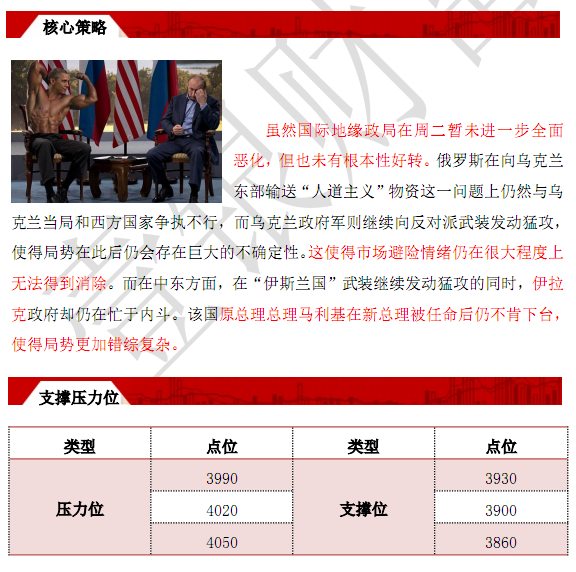 核心策略
虽然国际地缘政局在周二暂未进一步全面
恶化，但也未有根本性好转。俄罗斯在向乌克兰
东部输送“人道主义”物资这一问题上仍然与乌
克兰当局和西方国家争执不行，而乌克兰政府军则继续向反对派武装发动猛攻，
使得局势在此后仍会存在巨大的不确定性。这使得市场避险情绪仍在很大程度上
无法得到消除。而在中东方面，在“伊斯兰国”武装继续发动猛攻的同时，伊拉
克政府却仍在忙于内斗。该国原总理总理马利基在新总理被任命后仍不肯下台，
使得局势更加错综复杂。
支撑压力位
类型 点位 类型 点位
3990 3930
压力位 4020 支撑位 3900
4050 3860